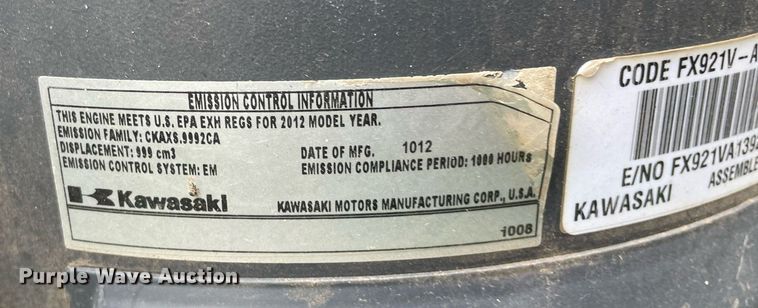 EMISSION CONTROL INFORMATION
THIS ENGINE MEETS U.S. EPA EXH REGS FOR 2012 MODEL YEAR.
EMISSION FAMILY: CKAXS.9992CA
DISPLACEMENT: 999 cm3
DATE OF MFG. 1012
EMISSION CONTROL SYSTEM: EM
EMISSION COMPLIANCE PERIOD: 1000 HOURS
Kawasaki
KAWASAKI MOTORS MANUFACTURING CORP., U.S.A.
1008
CODE FX921V-A
E/NO FX921VA1392
KAWASAKI ASSEMBLE
Purple Wave Auction